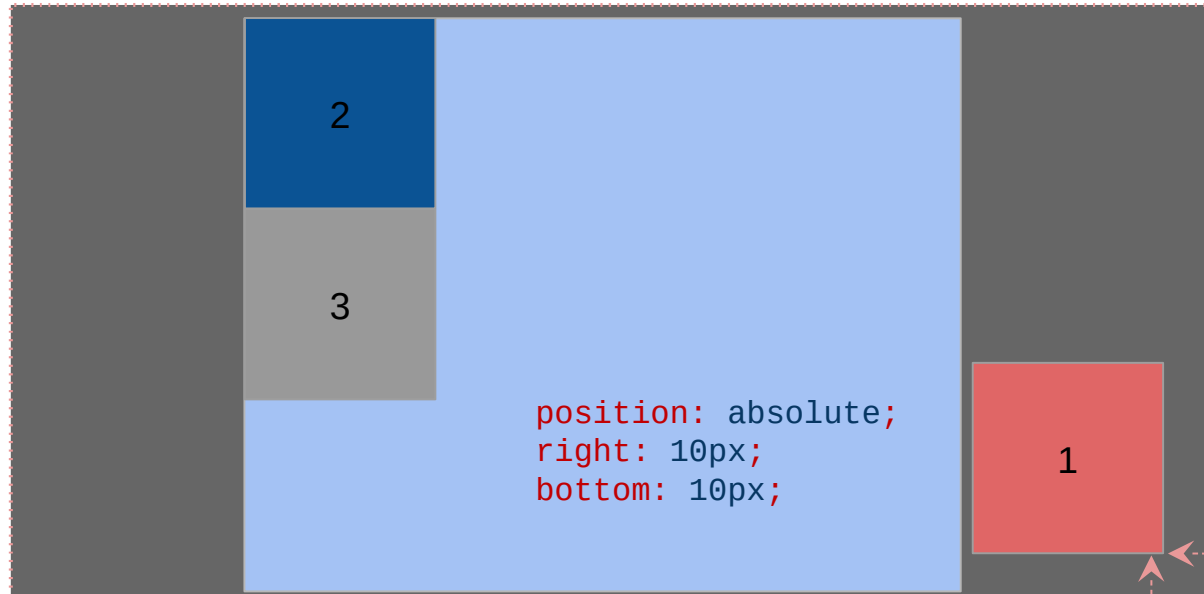 2
3
position: absolute;
right: 10px;
bottom: 10px;
1